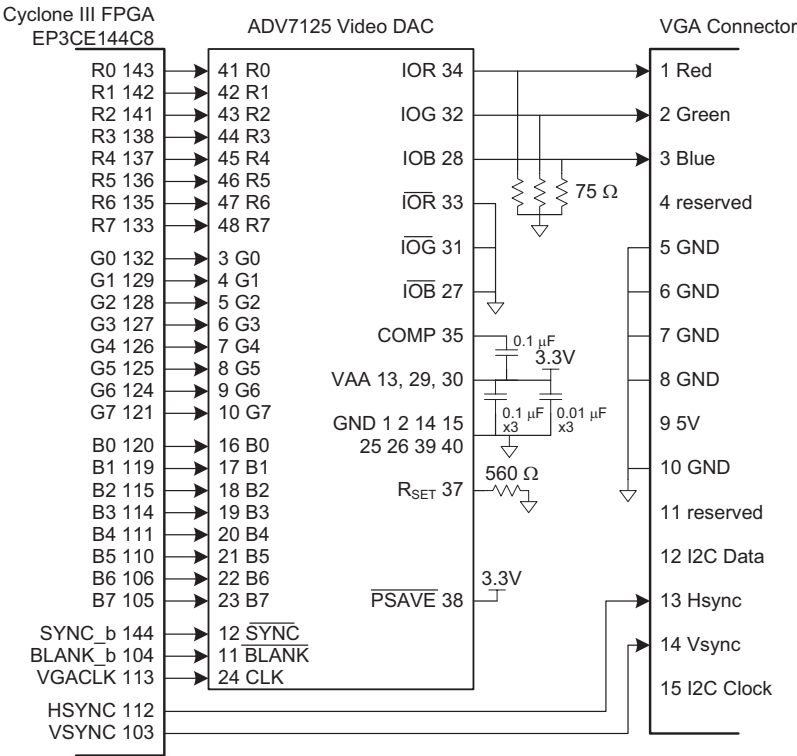 Cyclone III FPGA
EP3CE144C8
ADV7125 Video DAC
VGA Connector
R0 143
R1 142
R2 141
R3 138
R4 137
R5 136
R6 135
R7 133
G0 132
G1 129
G2 128
G3 127
G4 126
G5 125
G6 124
G7 121
B0 120
B1 119
B2 115
B3 114
B4 111
B5 110
B6 106
B7 105
SYNC_b 144
BLANK_b 104
VGACLK 113
HSYNC 112
VSYNC 103
41 R0
42 R1
43 R2
44 R3
45 R4
46 R5
47 R6
48 R7
3 G0
4 G1
5 G2
6 G3
7 G4
8 G5
9 G6
10 G7
16 B0
17 B1
18 B2
19 B3
20 B4
21 B5
22 B6
23 B7
12 SYNC
11 BLANK
24 CLK
IOR 34
IOG 32
IOB 28
IOR 33
IOG 31
IOB 27
COMP 35
VAA 13, 29, 30
GND 1 2 14 15
25 26 39 40
RSET 37
PSAVE 38
75 Ω
0.1 μF
3.3V
0.1 μF
x3
0.01 μF
x3
560 Ω
3.3V
1 Red
2 Green
3 Blue
4 reserved
5 GND
6 GND
7 GND
8 GND
9 5V
10 GND
11 reserved
12 I2C Data
13 Hsync
14 Vsync
15 I2C Clock